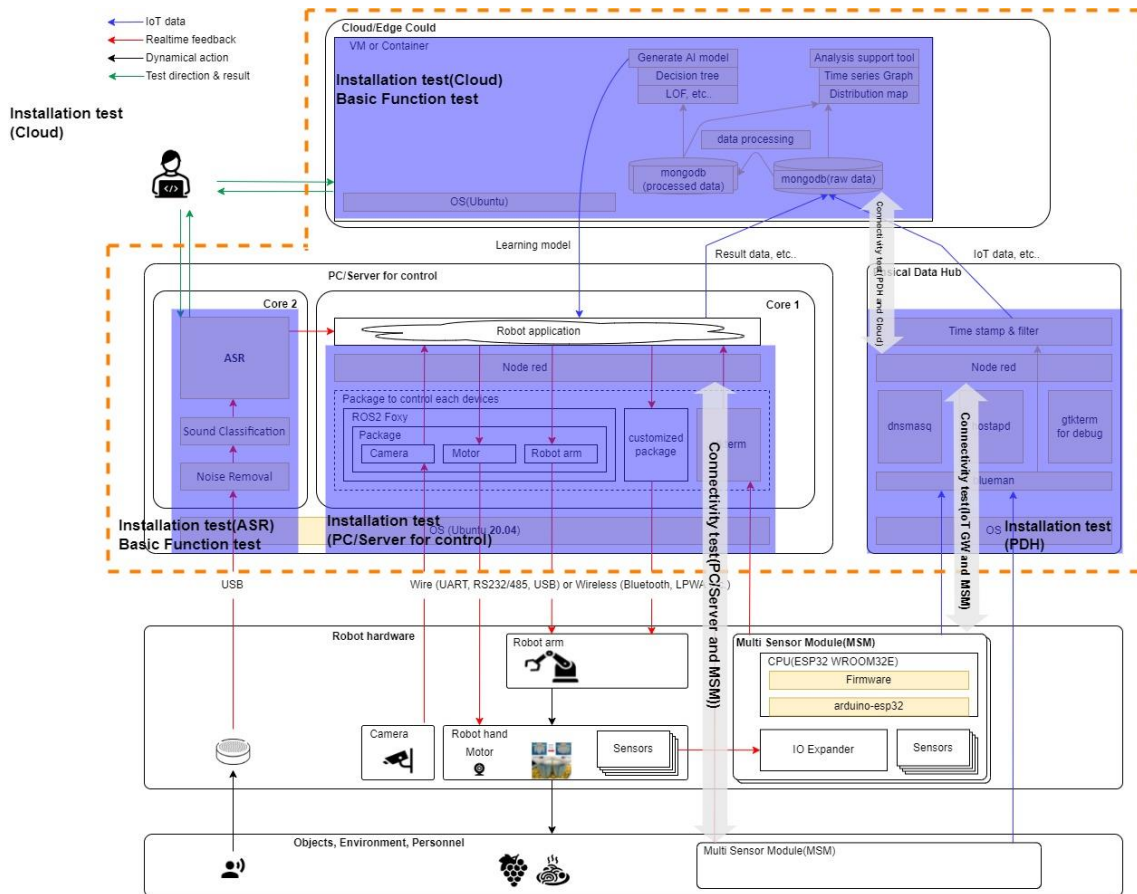 IoT data
Realtime feedback
Dynamical action
Test direction & result
Installation test
(Cloud)
Cloud/Edge Could
VM or Container
Installation test(Cloud)
Basic Function test
Generate AI model
Decision tree
LOF, etc..
Analysis support tool
Time series Graph
Distribution map
data processing
mongodb
(processed data)
mongodb(raw data)
OS(Ubuntu)
Learning model
Result data, etc..
IoT data, etc..
Connectivity test(PDH and Cloud)
PC/Server for control
Core 2
Core 1
ASR
Sound Classification
Noise Removal
Installation test(ASR)
Basic Function test
Robot application
Node red
Package to control each devices
ROS2 Foxy
Package
Camera
Motor
Robot arm
customized
package
OS (Ubuntu 20.04)
Installation test
(PC/Server for control)
Connectivity test(PC/Server and MSM))
Data Hub
Time stamp & filter
Node red
dnsmasq
gtkterm
for debug
blueman
OS
Installation test
(PDH)
Connectivity test(IoT GW and MSM)
USB
Wire (UART, RS232/485, USB) or Wireless (Bluetooth,
Robot hardware
Robot arm
Camera
Robot hand
Motor
Sensors
Multi Sensor Module(MSM)
CPU(ESP32 WROOM32E)
Firmware
arduino-esp32
IO Expander
Sensors
Objects, Environment, Personnel
Multi Sensor Module(MSM)